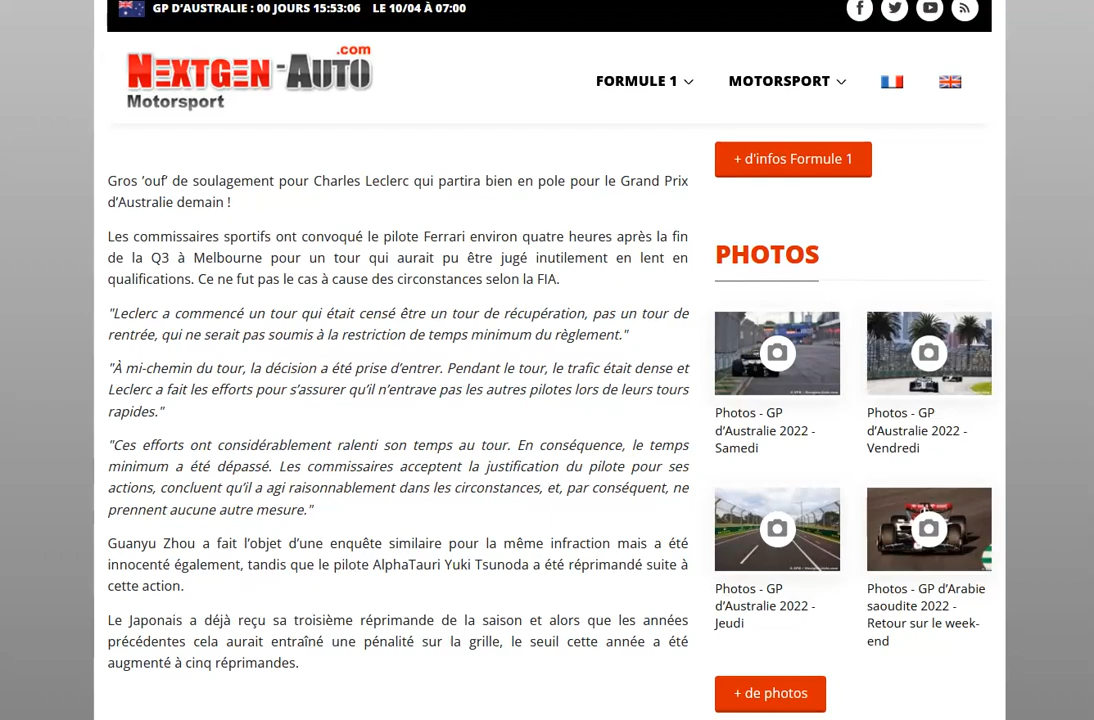 GP D’AUSTRALIE : 00 JOURS 15:53:06 LE 10/04 À 07:00
NEXTGEN-AUTO
.com
Motorsport
FORMULE 1
MOTORSPORT
Gros ’ouf’ de soulagement pour Charles Leclerc qui partira bien en pole pour le Grand Prix
d’Australie demain !
Les commissaires sportifs ont convoqué le pilote Ferrari environ quatre heures après la fin
de la Q3 à Melbourne pour un tour qui aurait pu être jugé inutilement en lent en
qualifications. Ce ne fut pas le cas à cause des circonstances selon la FIA.
"Leclerc a commencé un tour qui était censé être un tour de récupération, pas un tour de
rentrée, qui ne serait pas soumis à la restriction de temps minimum du règlement."
"À mi-chemin du tour, la décision a été prise d’entrer. Pendant le tour, le trafic était dense et
Leclerc a fait les efforts pour s’assurer qu’il n’entrave pas les autres pilotes lors de leurs tours
rapides."
"Ces efforts ont considérablement ralenti son temps au tour. En conséquence, le temps
minimum a été dépassé. Les commissaires acceptent la justification du pilote pour ses
actions, concluent qu’il a agi raisonnablement dans les circonstances, et, par conséquent, ne
prennent aucune autre mesure."
Guanyu Zhou a fait l’objet d’une enquête similaire pour la même infraction mais a été
innocenté également, tandis que le pilote AlphaTauri Yuki Tsunoda a été réprimandé suite à
cette action.
Le Japonais a déjà reçu sa troisième réprimande de la saison et alors que les années
précédentes cela aurait entraîné une pénalité sur la grille, le seuil cette année a été
augmenté à cinq réprimandes.
+ d'infos Formule 1
PHOTOS
Photos - GP
d’Australie 2022 -
Samedi
Photos - GP
d’Australie 2022 -
Vendredi
Photos - GP
d’Australie 2022 -
Jeudi
Photos - GP d’Arabie
saoudite 2022 -
Retour sur le week-
end
+ de photos